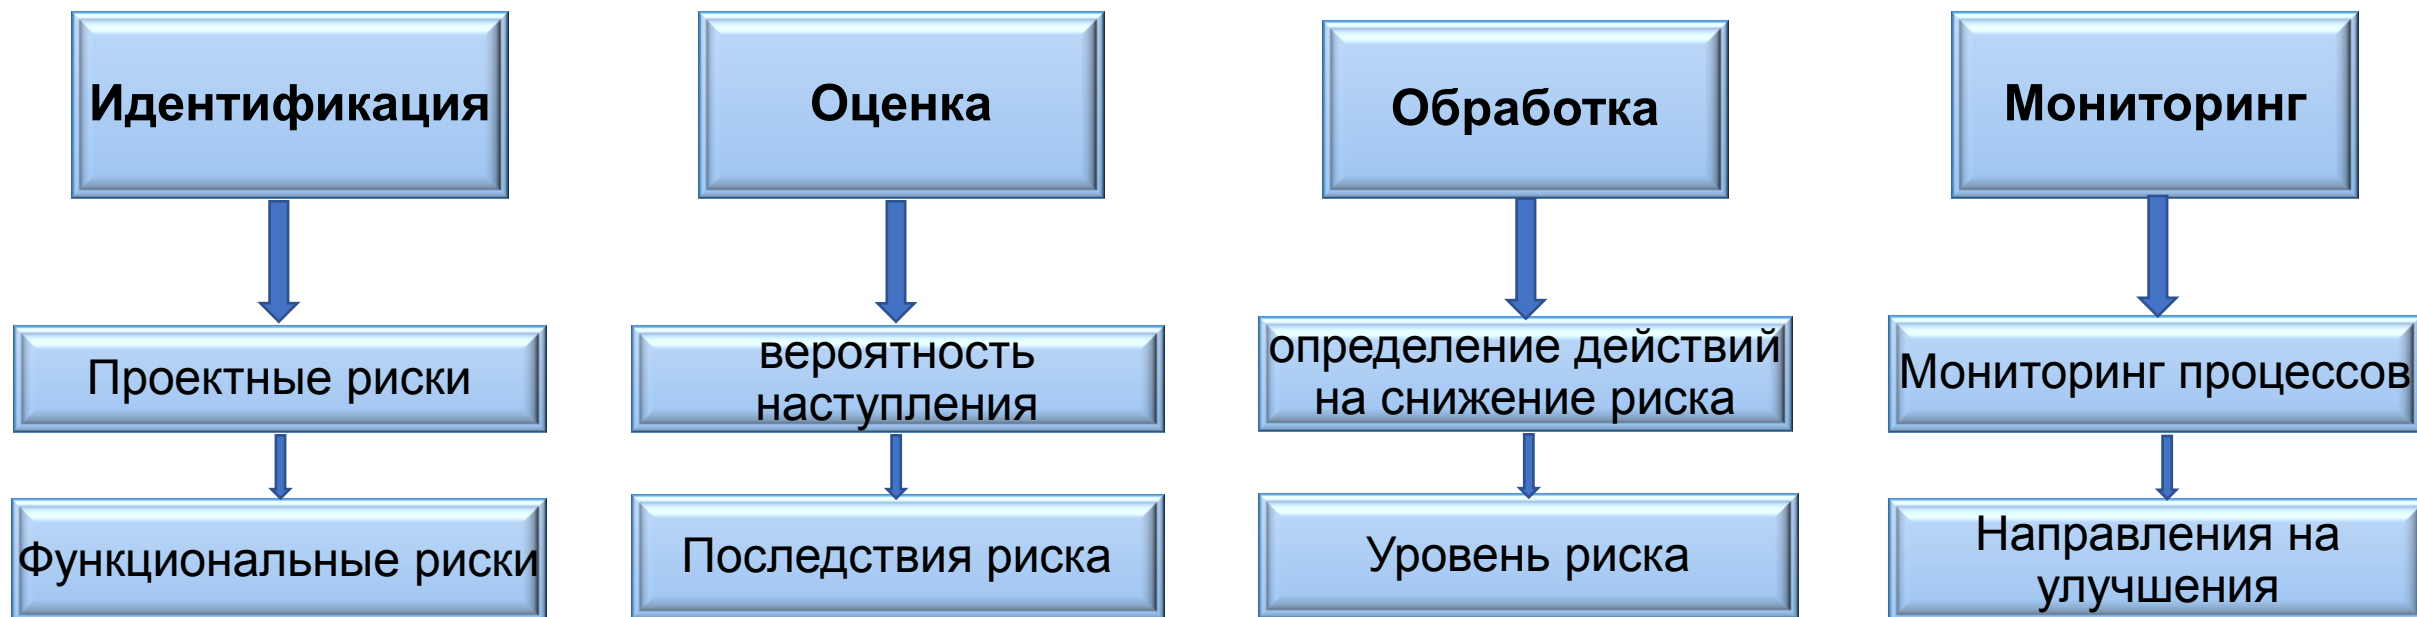 Идентификация
Оценка
Обработка
Мониторинг
Проектные риски
вероятность
наступления
определение действий
на снижение риска
Мониторинг процессов
Функциональные риски
Последствия риска
Уровень риска
Направления на
улучшения